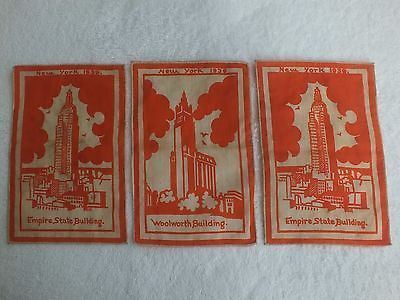 New York 1939.
Empire State Building.
New York 1939
Woolworth Building.
New York 1939.
Empire State Building.